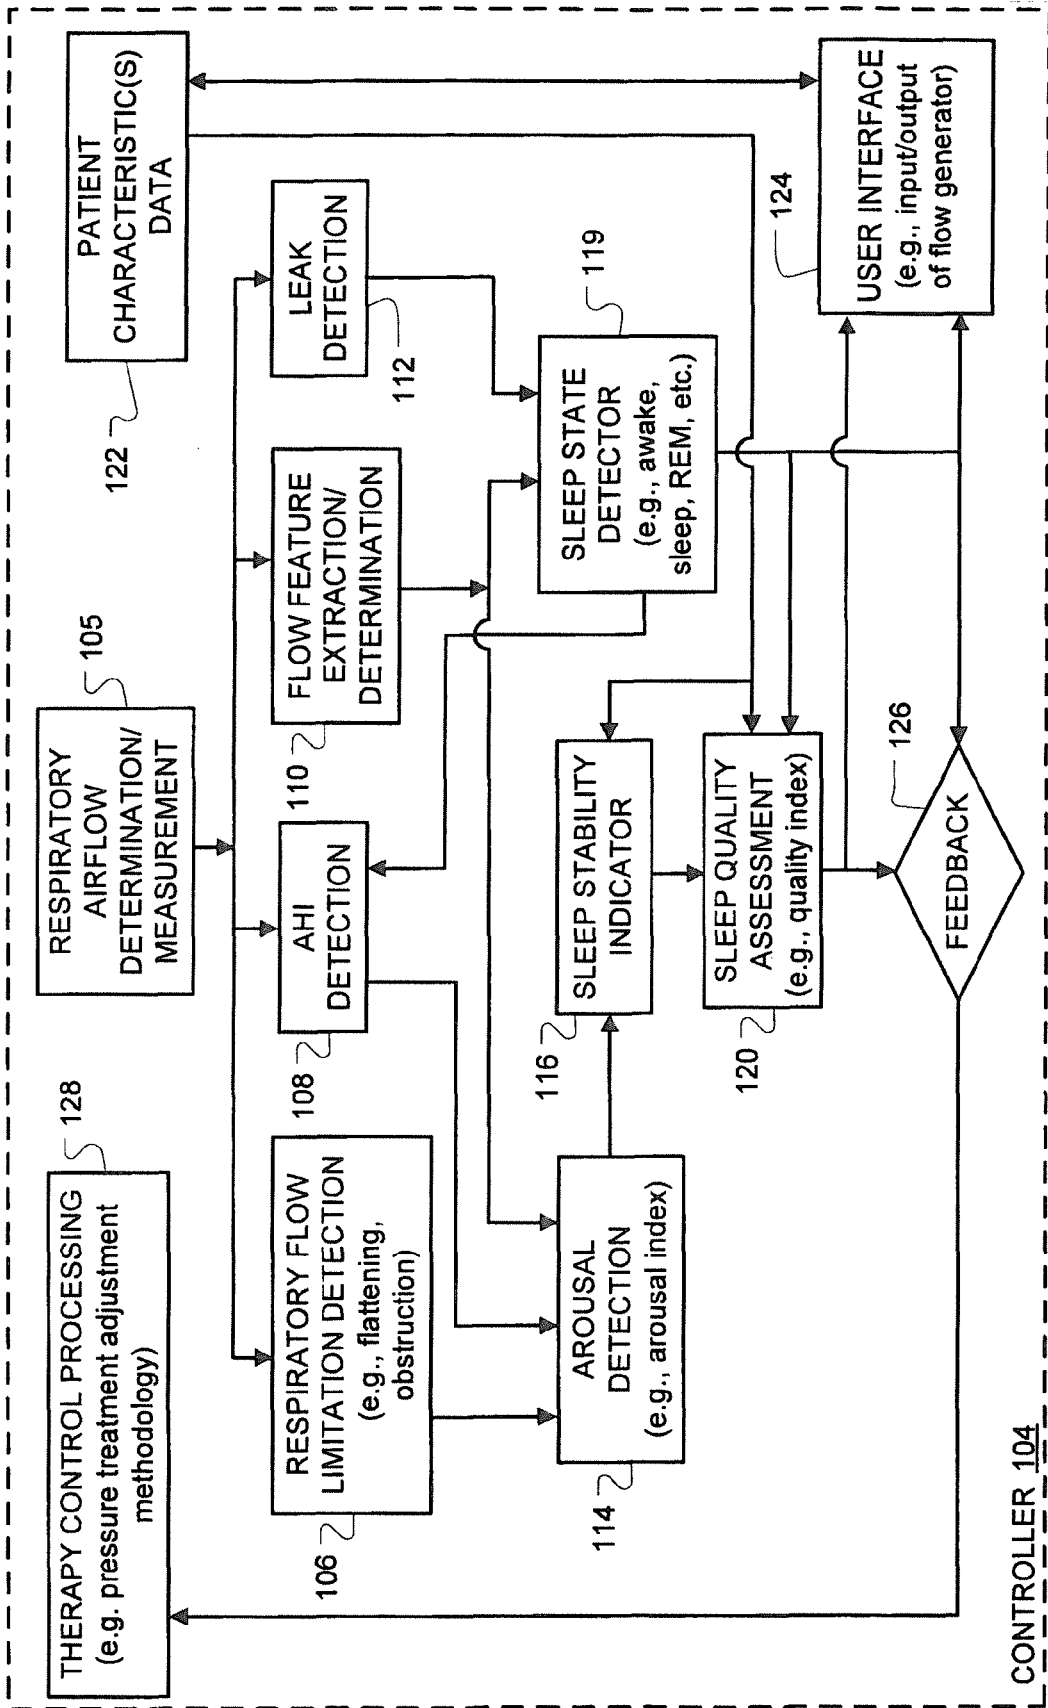 THERAPY CONTROL PROCESSING
(e.g. pressure treatment adjustment
methodology)
128
RESPIRATORY
AIRFLOW
DETERMINATION/
MEASUREMENT
105
PATIENT
CHARACTERISTIC(S)
DATA
122
RESPIRATORY FLOW
LIMITATION DETECTION
(e.g., flattening,
obstruction)
106
AHI
DETECTION
108
FLOW FEATURE
EXTRACTION/
DETERMINATION
110
LEAK
DETECTION
112
AROUSAL
DETECTION
(e.g., arousal index)
114
SLEEP STABILITY
INDICATOR
116
SLEEP STATE
DETECTOR
(e.g., awake,
sleep, REM, etc.)
119
SLEEP QUALITY
ASSESSMENT
(e.g., quality index)
120
USER INTERFACE
(e.g., input/output
of flow generator)
124
FEEDBACK
126
CONTROLLER 104